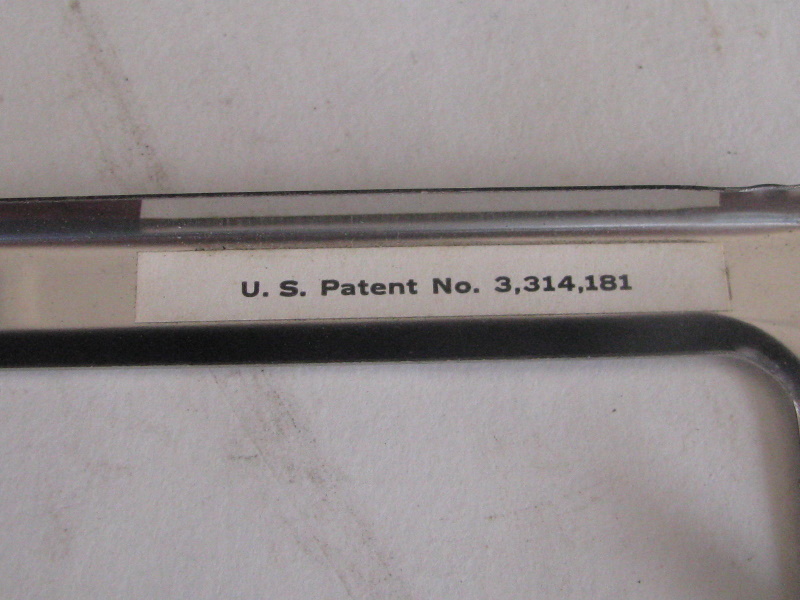 U. S. Patent No. 3,314,181